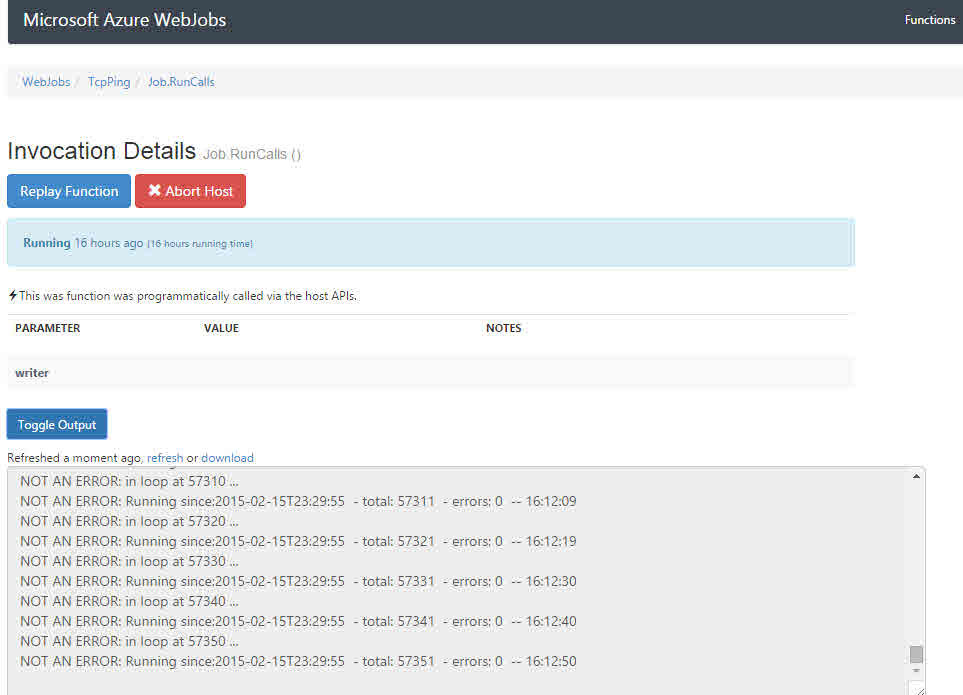 Microsoft Azure WebJobs Functions
WebJobs / TcpPing / Job.RunCalls
Invocation Details Job.RunCalls ()
Replay Function ✖ Abort Host
Running 16 hours ago (16 hours running time)
This was function was programmatically called via the host APIs.
PARAMETER VALUE NOTES
writer
Toggle Output
Refreshed a moment ago, refresh or download
NOT AN ERROR: in loop at 57310 ...
NOT AN ERROR: Running since:2015-02-15T23:29:55 - total: 57311 - errors: 0 -- 16:12:09
NOT AN ERROR: in loop at 57320 ...
NOT AN ERROR: Running since:2015-02-15T23:29:55 - total: 57321 - errors: 0 -- 16:12:19
NOT AN ERROR: in loop at 57330 ...
NOT AN ERROR: Running since:2015-02-15T23:29:55 - total: 57331 - errors: 0 -- 16:12:30
NOT AN ERROR: in loop at 57340 ...
NOT AN ERROR: Running since:2015-02-15T23:29:55 - total: 57341 - errors: 0 -- 16:12:40
NOT AN ERROR: in loop at 57350 ...
NOT AN ERROR: Running since:2015-02-15T23:29:55 - total: 57351 - errors: 0 -- 16:12:50